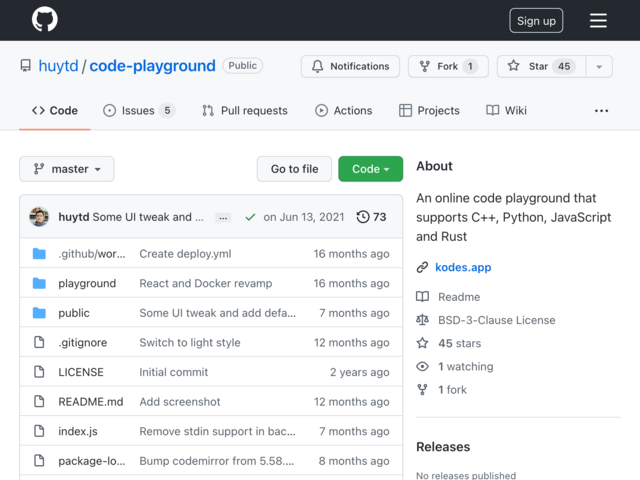 Sign up
huytd / code-playground Public
Notifications Fork 1 Star 45
Code Issues 5 Pull requests Actions Projects Wiki
master Go to file Code
huytd Some UI tweak and ... on Jun 13, 2021 73
.github/wor... Create deploy.yml 16 months ago
playground React and Docker revamp 16 months ago
public Some UI tweak and add defa... 7 months ago
.gitignore Switch to light style 12 months ago
LICENSE Initial commit 2 years ago
README.md Add screenshot 12 months ago
index.js Remove stdin support in bac... 7 months ago
package-lo... Bump codemirror from 5.58.... 8 months ago
About
An online code playground that
supports C++, Python, JavaScript
and Rust
kodes.app
Readme
BSD-3-Clause License
45 stars
1 watching
1 fork
Releases
No releases published